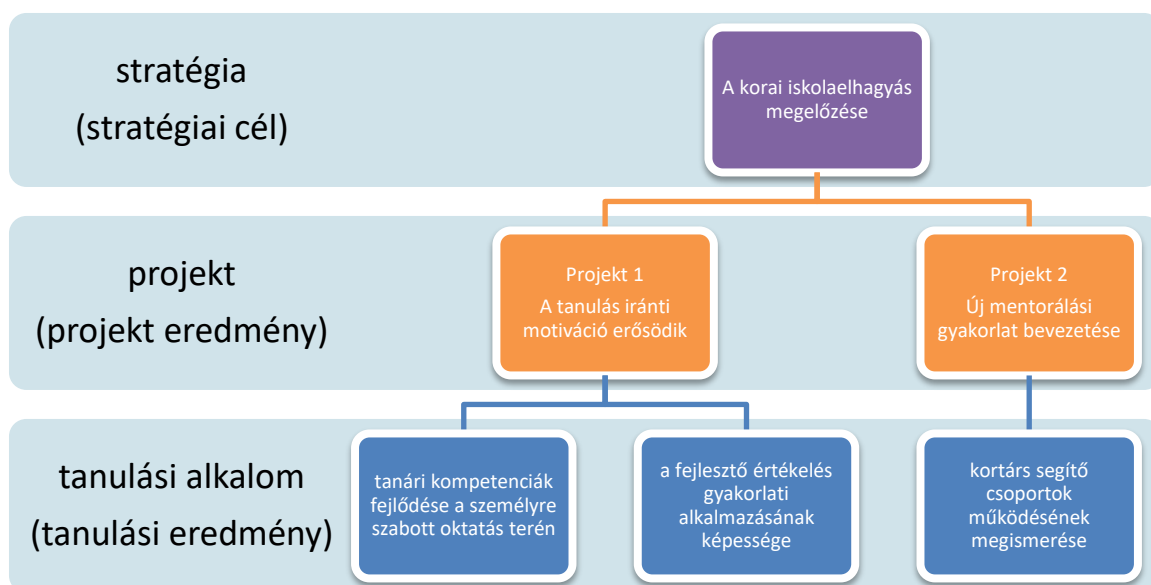 stratégia
(stratégiai cél)
A korai iskolaelhagyás
megelőzése
projekt
(projekt eredmény)
Projekt 1
A tanulás iránti
motiváció erősödik
Projekt 2
Új mentorálási
gyakorlat bevezetése
tanulási alkalom
(tanulási eredmény)
tanári kompetenciák
fejlődése a személyre
szabott oktatás terén
a fejlesztő értékelés
gyakorlati
alkalmazásának
képessége
kortárs segítő
csoportok
működésének
megismerése